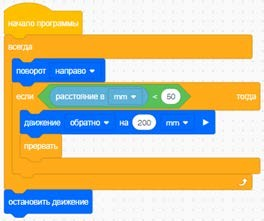 начало программы
всегда
поворот направо
если расстояние в mm < 50 тогда
движение обратно на 200 mm
прервать
остановить движение